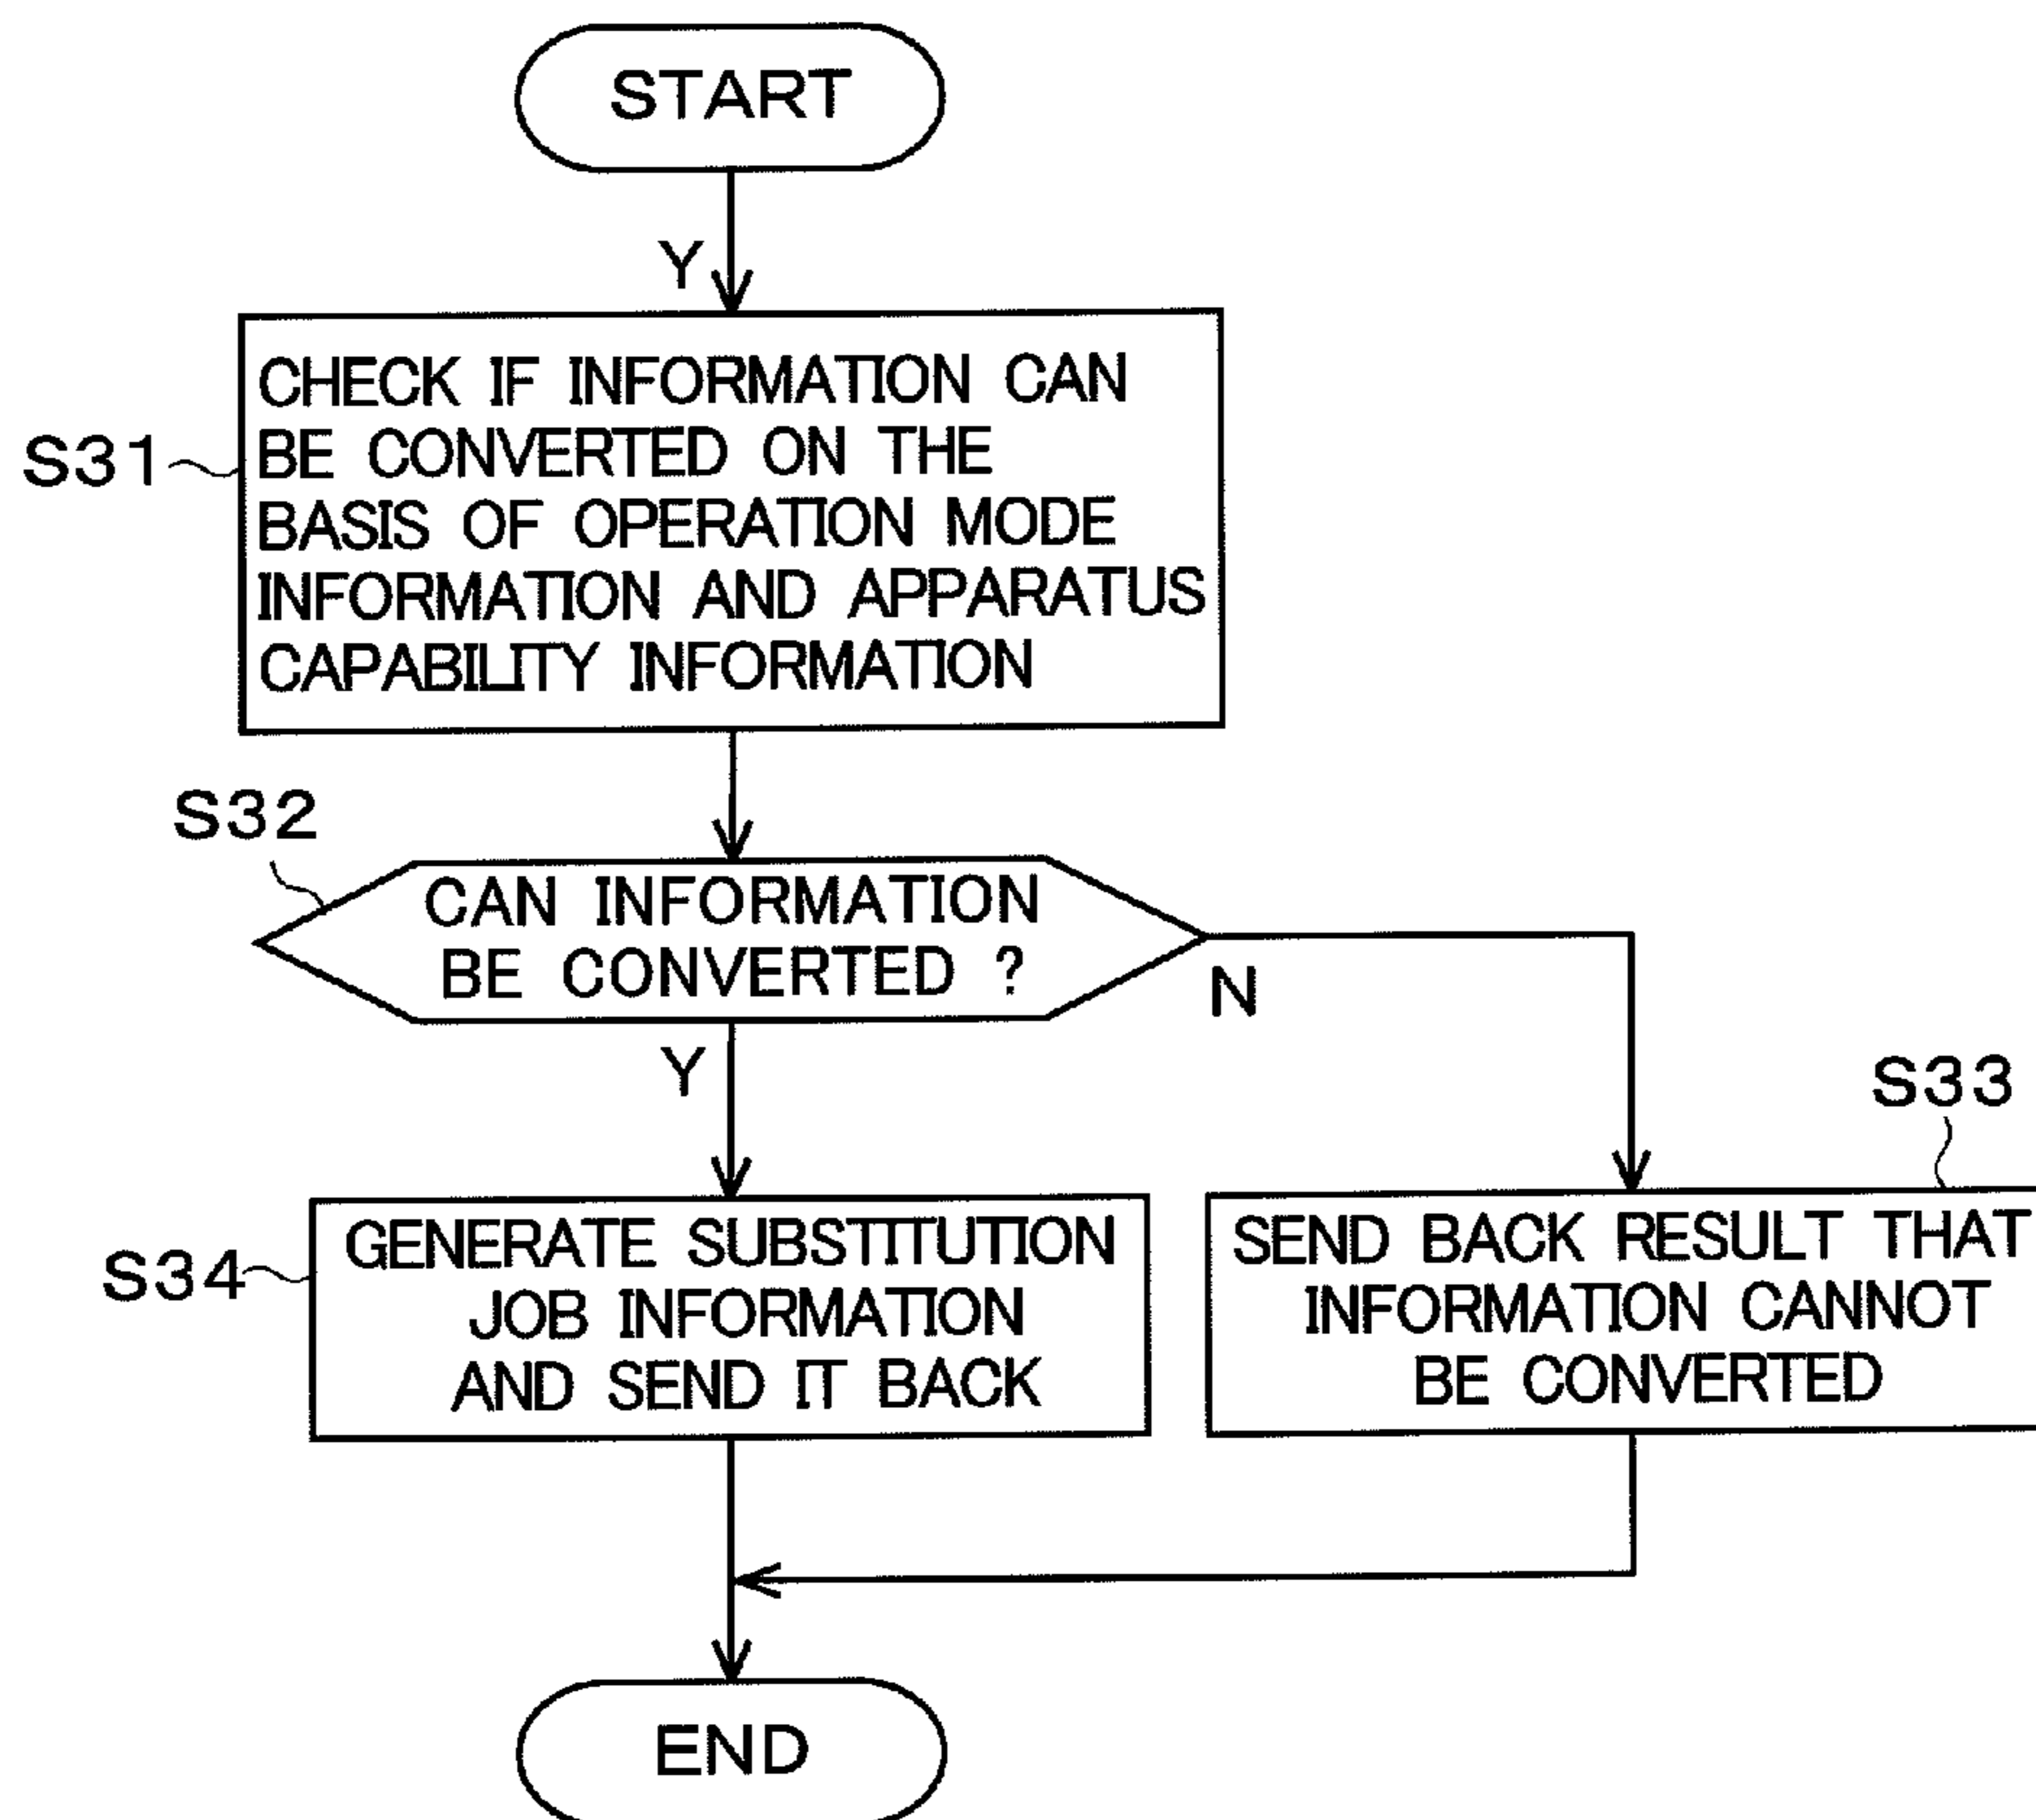 START
Y
CHECK IF INFORMATION CAN
BE CONVERTED ON THE
BASIS OF OPERATION MODE
INFORMATION AND APPARATUS
CAPABILITY INFORMATION
S31
S32
CAN INFORMATION
BE CONVERTED ?
N
Y
S33
S34
GENERATE SUBSTITUTION
JOB INFORMATION
AND SEND IT BACK
SEND BACK RESULT THAT
INFORMATION CANNOT
BE CONVERTED
END